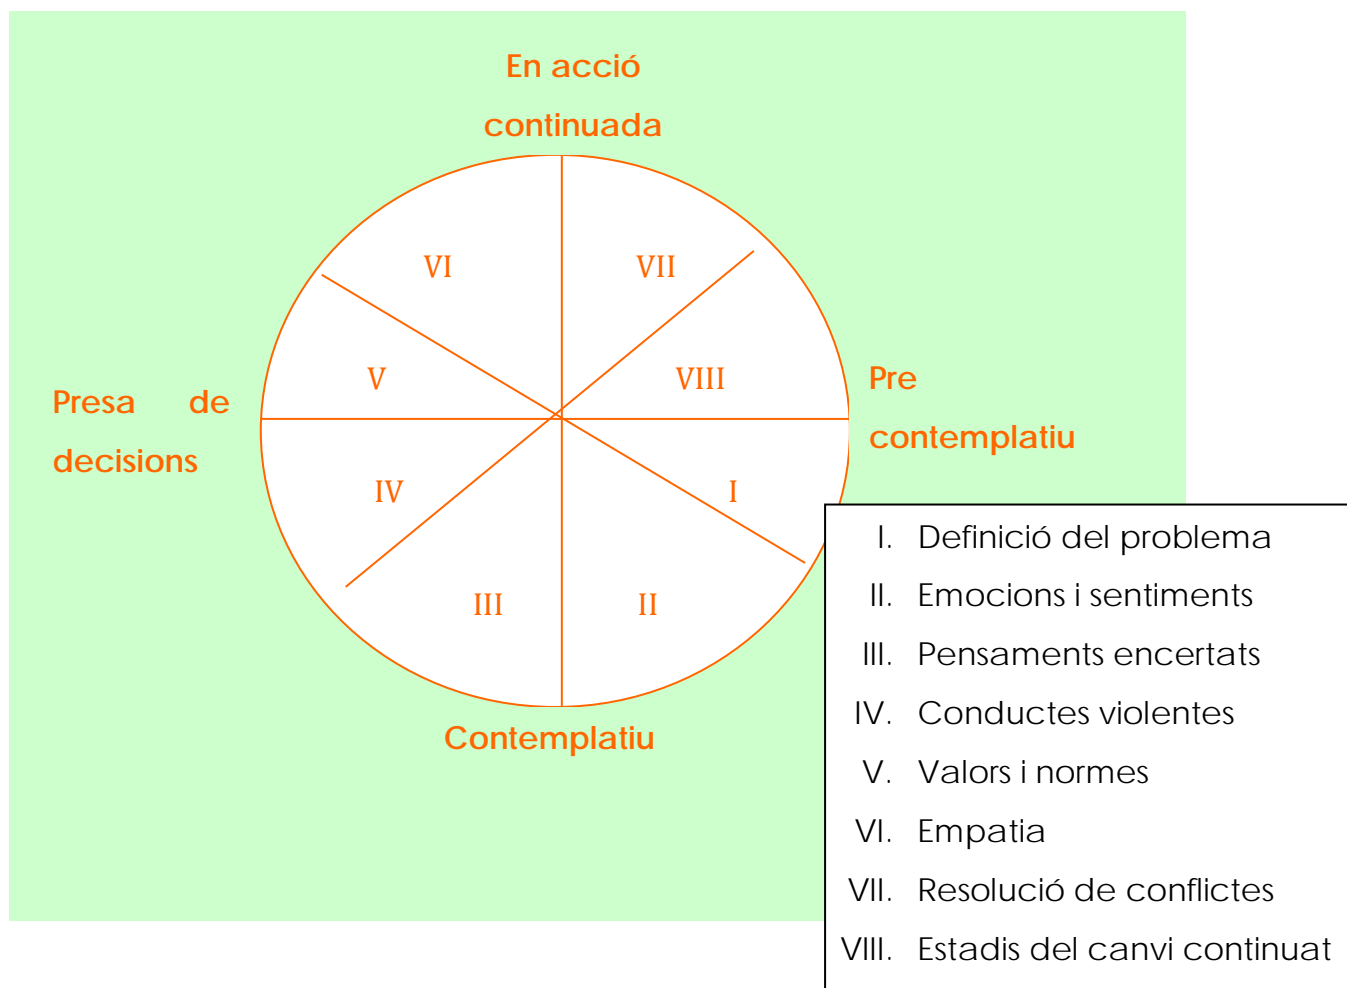 En acció
continuada
VI
VII
V
VIII
Presa de
decisions
Pre
contemplatiu
IV
I
III
II
Contemplatiu
I. Definició del problema
II. Emocions i sentiments
III. Pensaments encertats
IV. Conductes violentes
V. Valors i normes
VI. Empatia
VII. Resolució de conflictes
VIII. Estadis del canvi continuat